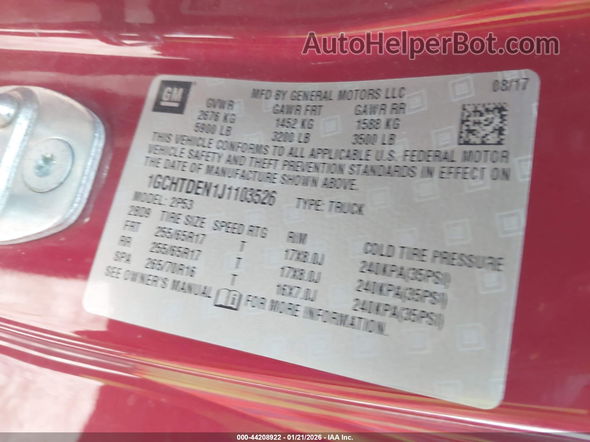 AutoHelperBot.com
GM
MFD BY GENERAL MOTORS LLC 08/17
GVWR GAWR FRT GAWR RR
2676 KG 1452 KG 1588 KG
5900 LB 3200 LB 3500 LB
THIS VEHICLE CONFORMS TO ALL APPLICABLE U.S. FEDERAL MOTOR
VEHICLE SAFETY AND THEFT PREVENTION STANDARDS IN EFFECT ON
THE DATE OF MANUFACTURE SHOWN ABOVE.
1GCHTDEN1J1103526 TYPE: TRUCK
MODEL: 2P53
TIRE SIZE SPEED RTG RIM COLD TIRE PRESSURE
FRT 255/65R17 T 17X8.0J 240KPA(35PSI)
RR 255/65R17 T 17X8.0J 240KPA(35PSI)
SPA 265/70R16 T 16X7.0J 240KPA(35PSI)
SEE OWNER'S MANUAL FOR MORE INFORMATION.
000-44208922 - 01/21/2026 - IAA Inc.